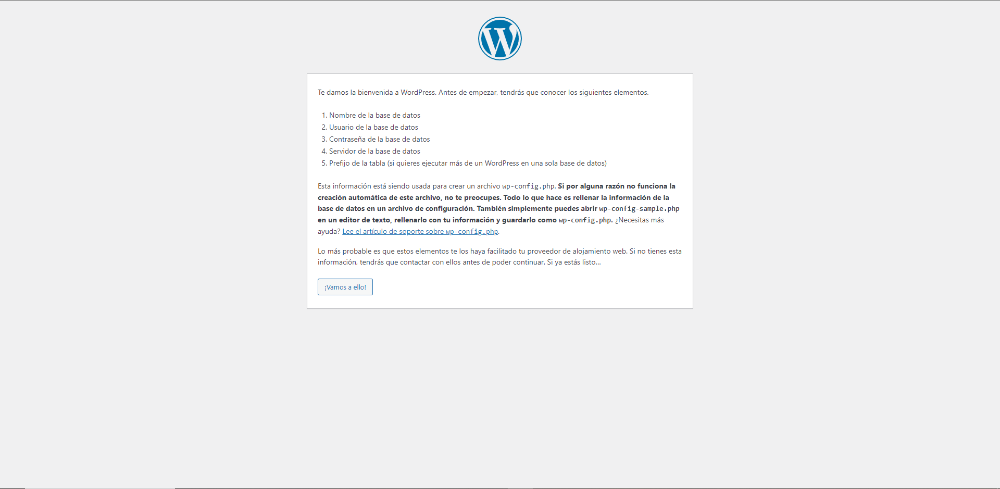 Te damos la bienvenida a WordPress. Antes de empezar, tendrás que conocer los siguientes elementos.
1. Nombre de la base de datos
2. Usuario de la base de datos
3. Contraseña de la base de datos
4. Servidor de la base de datos
5. Prefijo de la tabla (si quieres ejecutar más de un WordPress en una sola base de datos)
Esta información está siendo usada para crear un archivo wp-config.php. Si por alguna razón no funciona la
creación automática de este archivo, no te preocupes. Todo lo que hace es rellenar la información de la
base de datos en un archivo de configuración. También simplemente puedes abrir wp-config-sample.php
en un editor de texto, rellenarlo con tu información y guardarlo como wp-config.php. ¿Necesitas más
ayuda? Lee el artículo de soporte sobre wp-config.php.
Lo más probable es que estos elementos te los haya facilitado tu proveedor de alojamiento web. Si no tienes esta
información, tendrás que contactar con ellos antes de poder continuar. Si ya estás listo…
¡Vamos a ello!